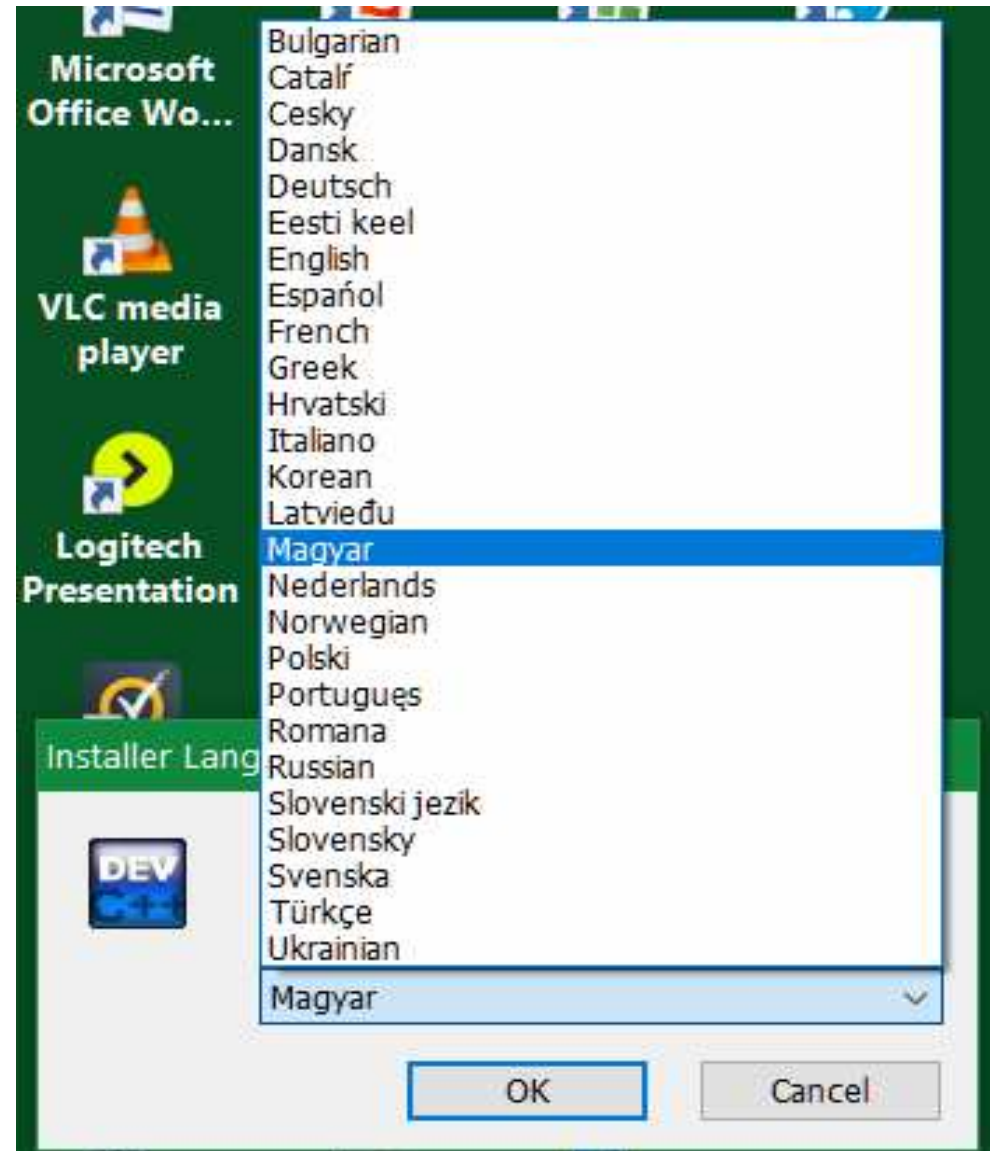 Microsoft
Office Wo...
VLC media
player
Logitech
Presentation
Bulgarian
Catalŕ
Cesky
Dansk
Deutsch
Eesti keel
English
Espańol
French
Greek
Hrvatski
Italiano
Korean
Latvieđu
Magyar
Nederlands
Norwegian
Polski
Portuguęs
Romana
Russian
Slovenski jezik
Slovensky
Svenska
Türkçe
Ukrainian
Installer Lang
DEV
C++
Magyar
OK
Cancel